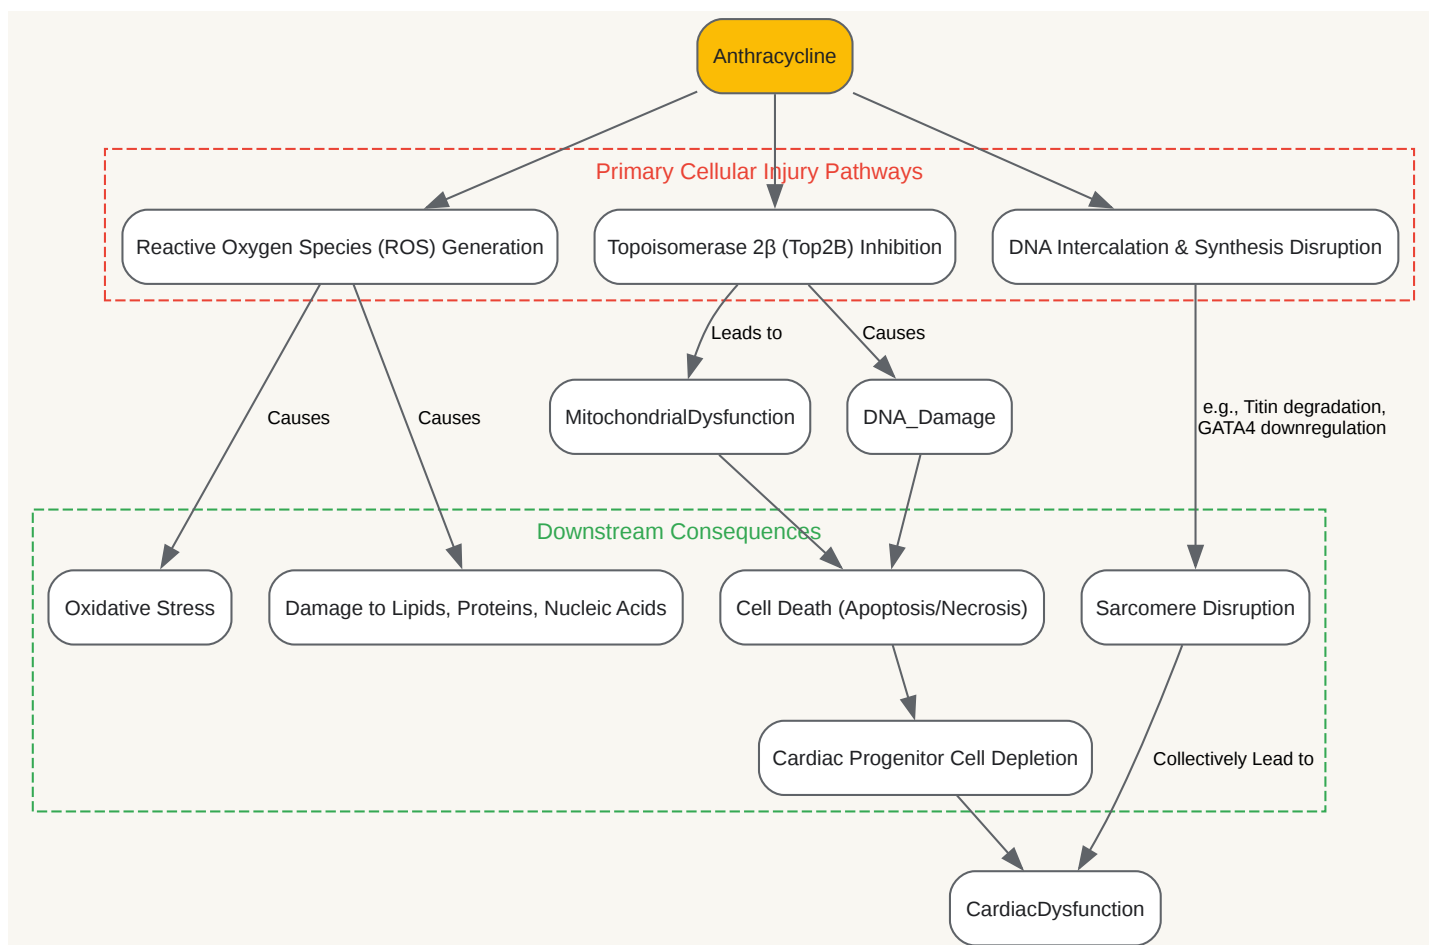 Anthracycline
Primary Cellular Injury Pathways
Reactive Oxygen Species (ROS) Generation
Topoisomerase 2β (Top2B) Inhibition
DNA Intercalation & Synthesis Disruption
Leads to
Causes
MitochondrialDysfunction
DNA_Damage
Causes
Causes
e.g., Titin degradation,
GATA4 downregulation
Downstream Consequences
Oxidative Stress
Damage to Lipids, Proteins, Nucleic Acids
Cell Death (Apoptosis/Necrosis)
Sarcomere Disruption
Cardiac Progenitor Cell Depletion
Collectively Lead to
CardiacDysfunction